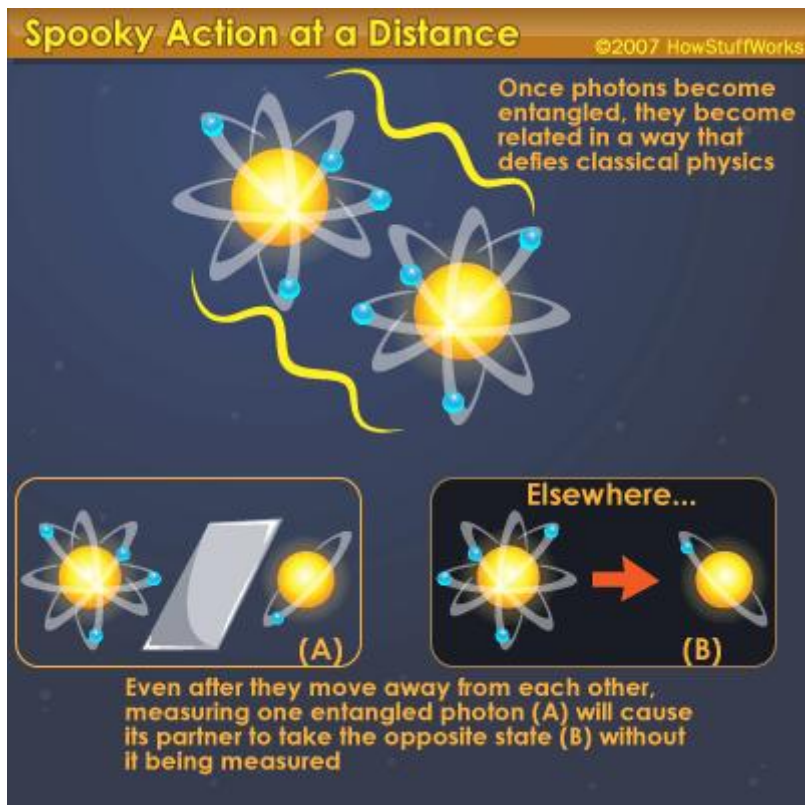 Spooky Action at a Distance
©2007 HowStuffWorks
Once photons become
entangled, they become
related in a way that
defies classical physics
(A)
Elsewhere...
(B)
Even after they move away from each other,
measuring one entangled photon (A) will cause
its partner to take the opposite state (B) without
it being measured